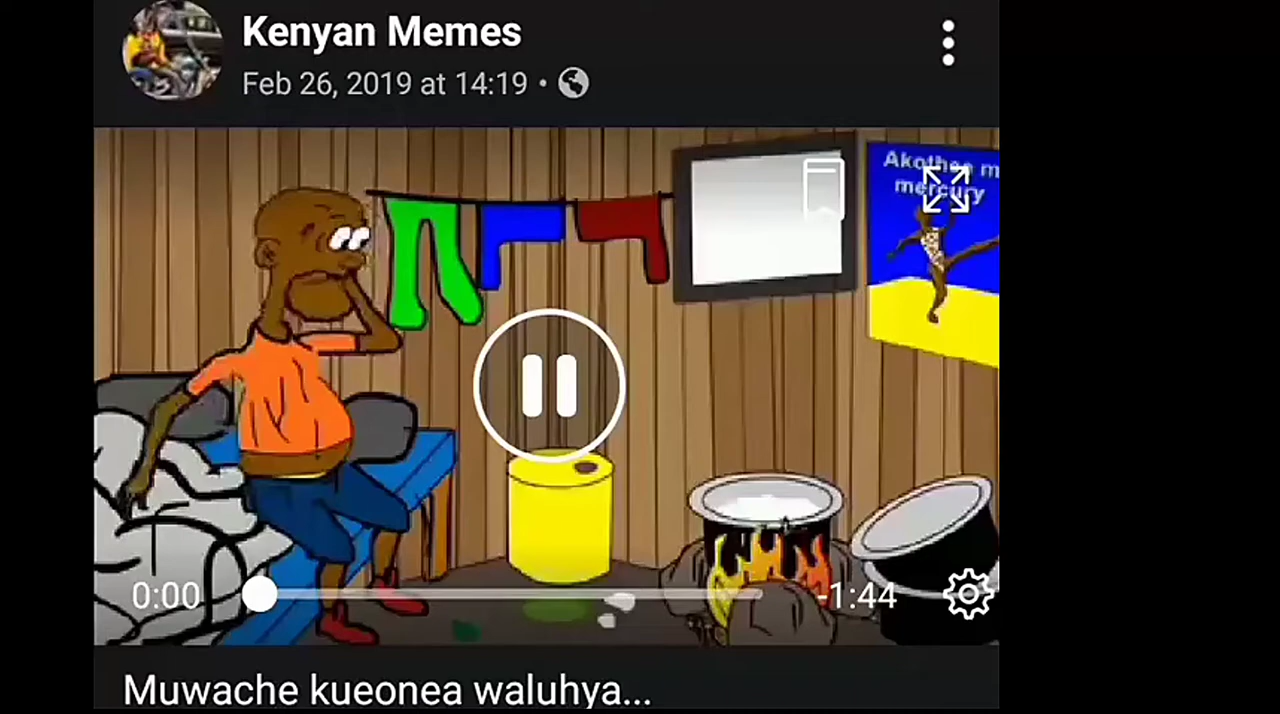 Kenyan Memes
Feb 26, 2019 at 14:19 •
Akothee m
mercury
0:00
-1:44
Muwache kueonea waluhya...